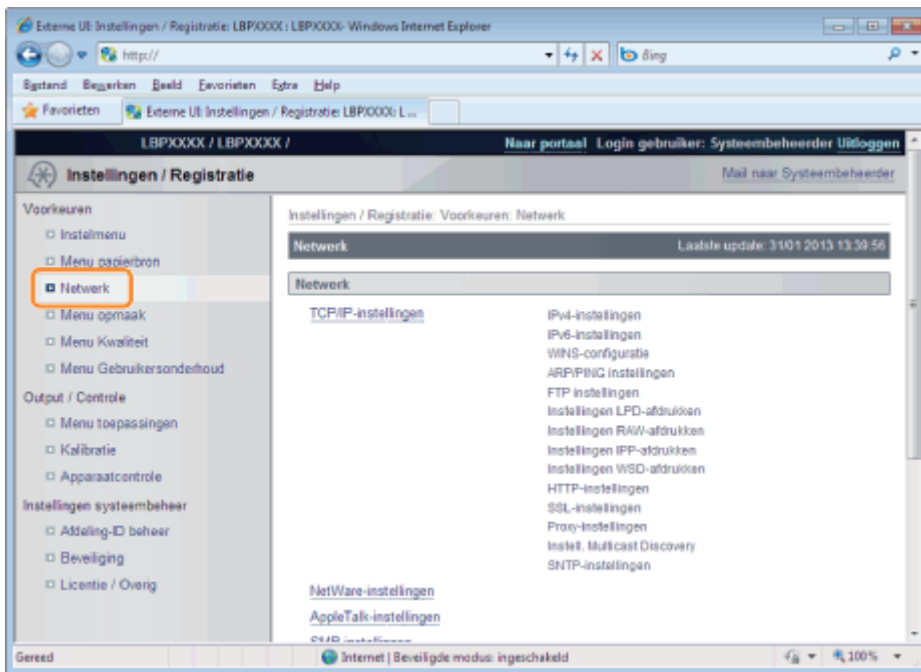 Externe UI: Instellingen / Registratie: LBPXXXX : LBPXXXX- Windows Internet Explorer
http://
Bing
Bestand Bewerken Beeld Favorieten Extra Help
Favorieten
Externe UI: Instellingen / Registratie: LBPXXXX: L...
LBPXXXX / LBPXXXX /
Naar portaal Login gebruiker: Systeembeheerder Uitloggen
Instellingen / Registratie
Mail naar Systeembeheerder
Voorkeuren
Instelmenu
Menu papierbron
Netwerk
Menu opmaak
Menu Kwaliteit
Menu Gebruikersonderhoud
Output / Controle
Menu toepassingen
Kalibratie
Apparaatcontrole
Instellingen systeembeheer
Afdeling-ID beheer
Beveiliging
Licentie / Overig
Instellingen / Registratie: Voorkeuren: Netwerk
Netwerk
Laatste update: 31/01 2013 13:39:56
Netwerk
TCP/IP-instellingen
IPv4-instellingen
IPv6-instellingen
WINS-configuratie
ARP/PING instellingen
FTP instellingen
Instellingen LPD-afdrukken
Instellingen RAW-afdrukken
Instellingen IPP-afdrukken
Instellingen WSD-afdrukken
HTTP-instellingen
SSL-instellingen
Proxy-instellingen
Instell. Multicast Discovery
SNTP-instellingen
NetWare-instellingen
AppleTalk-instellingen
SMB-instellingen
Gereed
Internet | Beveiligde modus: ingeschakeld
100%